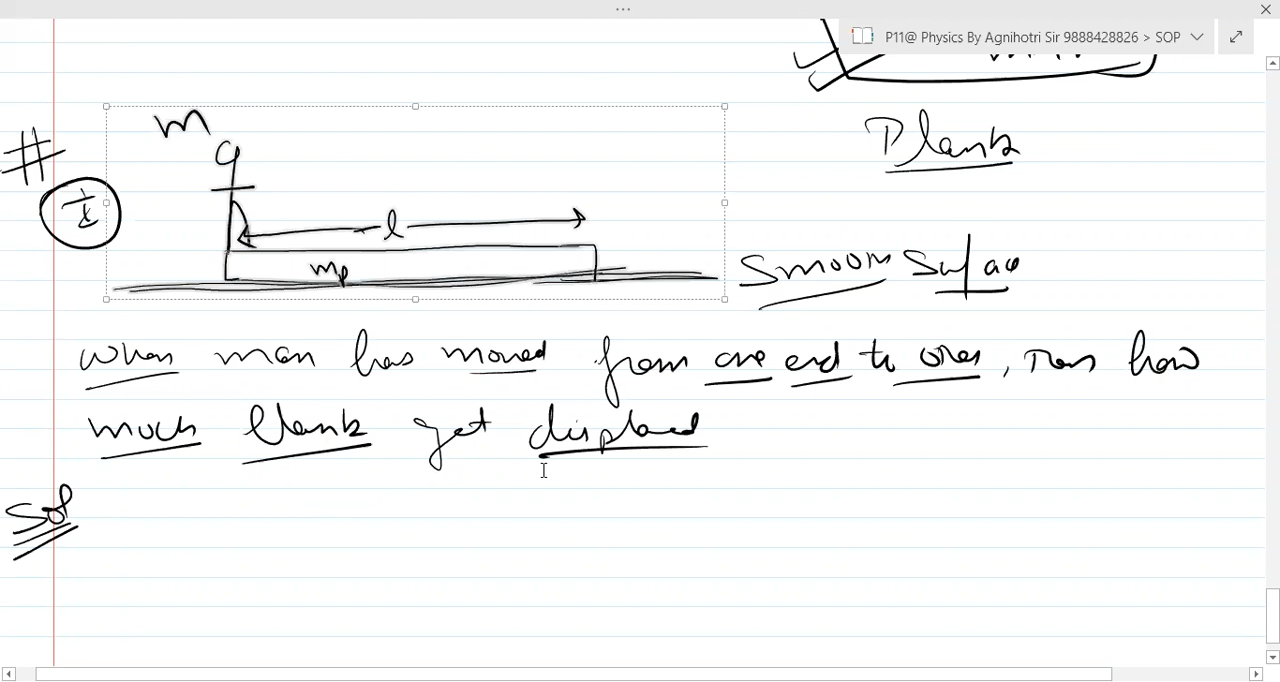 P11@ Physics By Agnihotri Sir 9888428826 > SOP
Plank
m
#
l
mp
Smooth Surface
when man has moved from one end to other, then how
much Plank get displaced
Sol